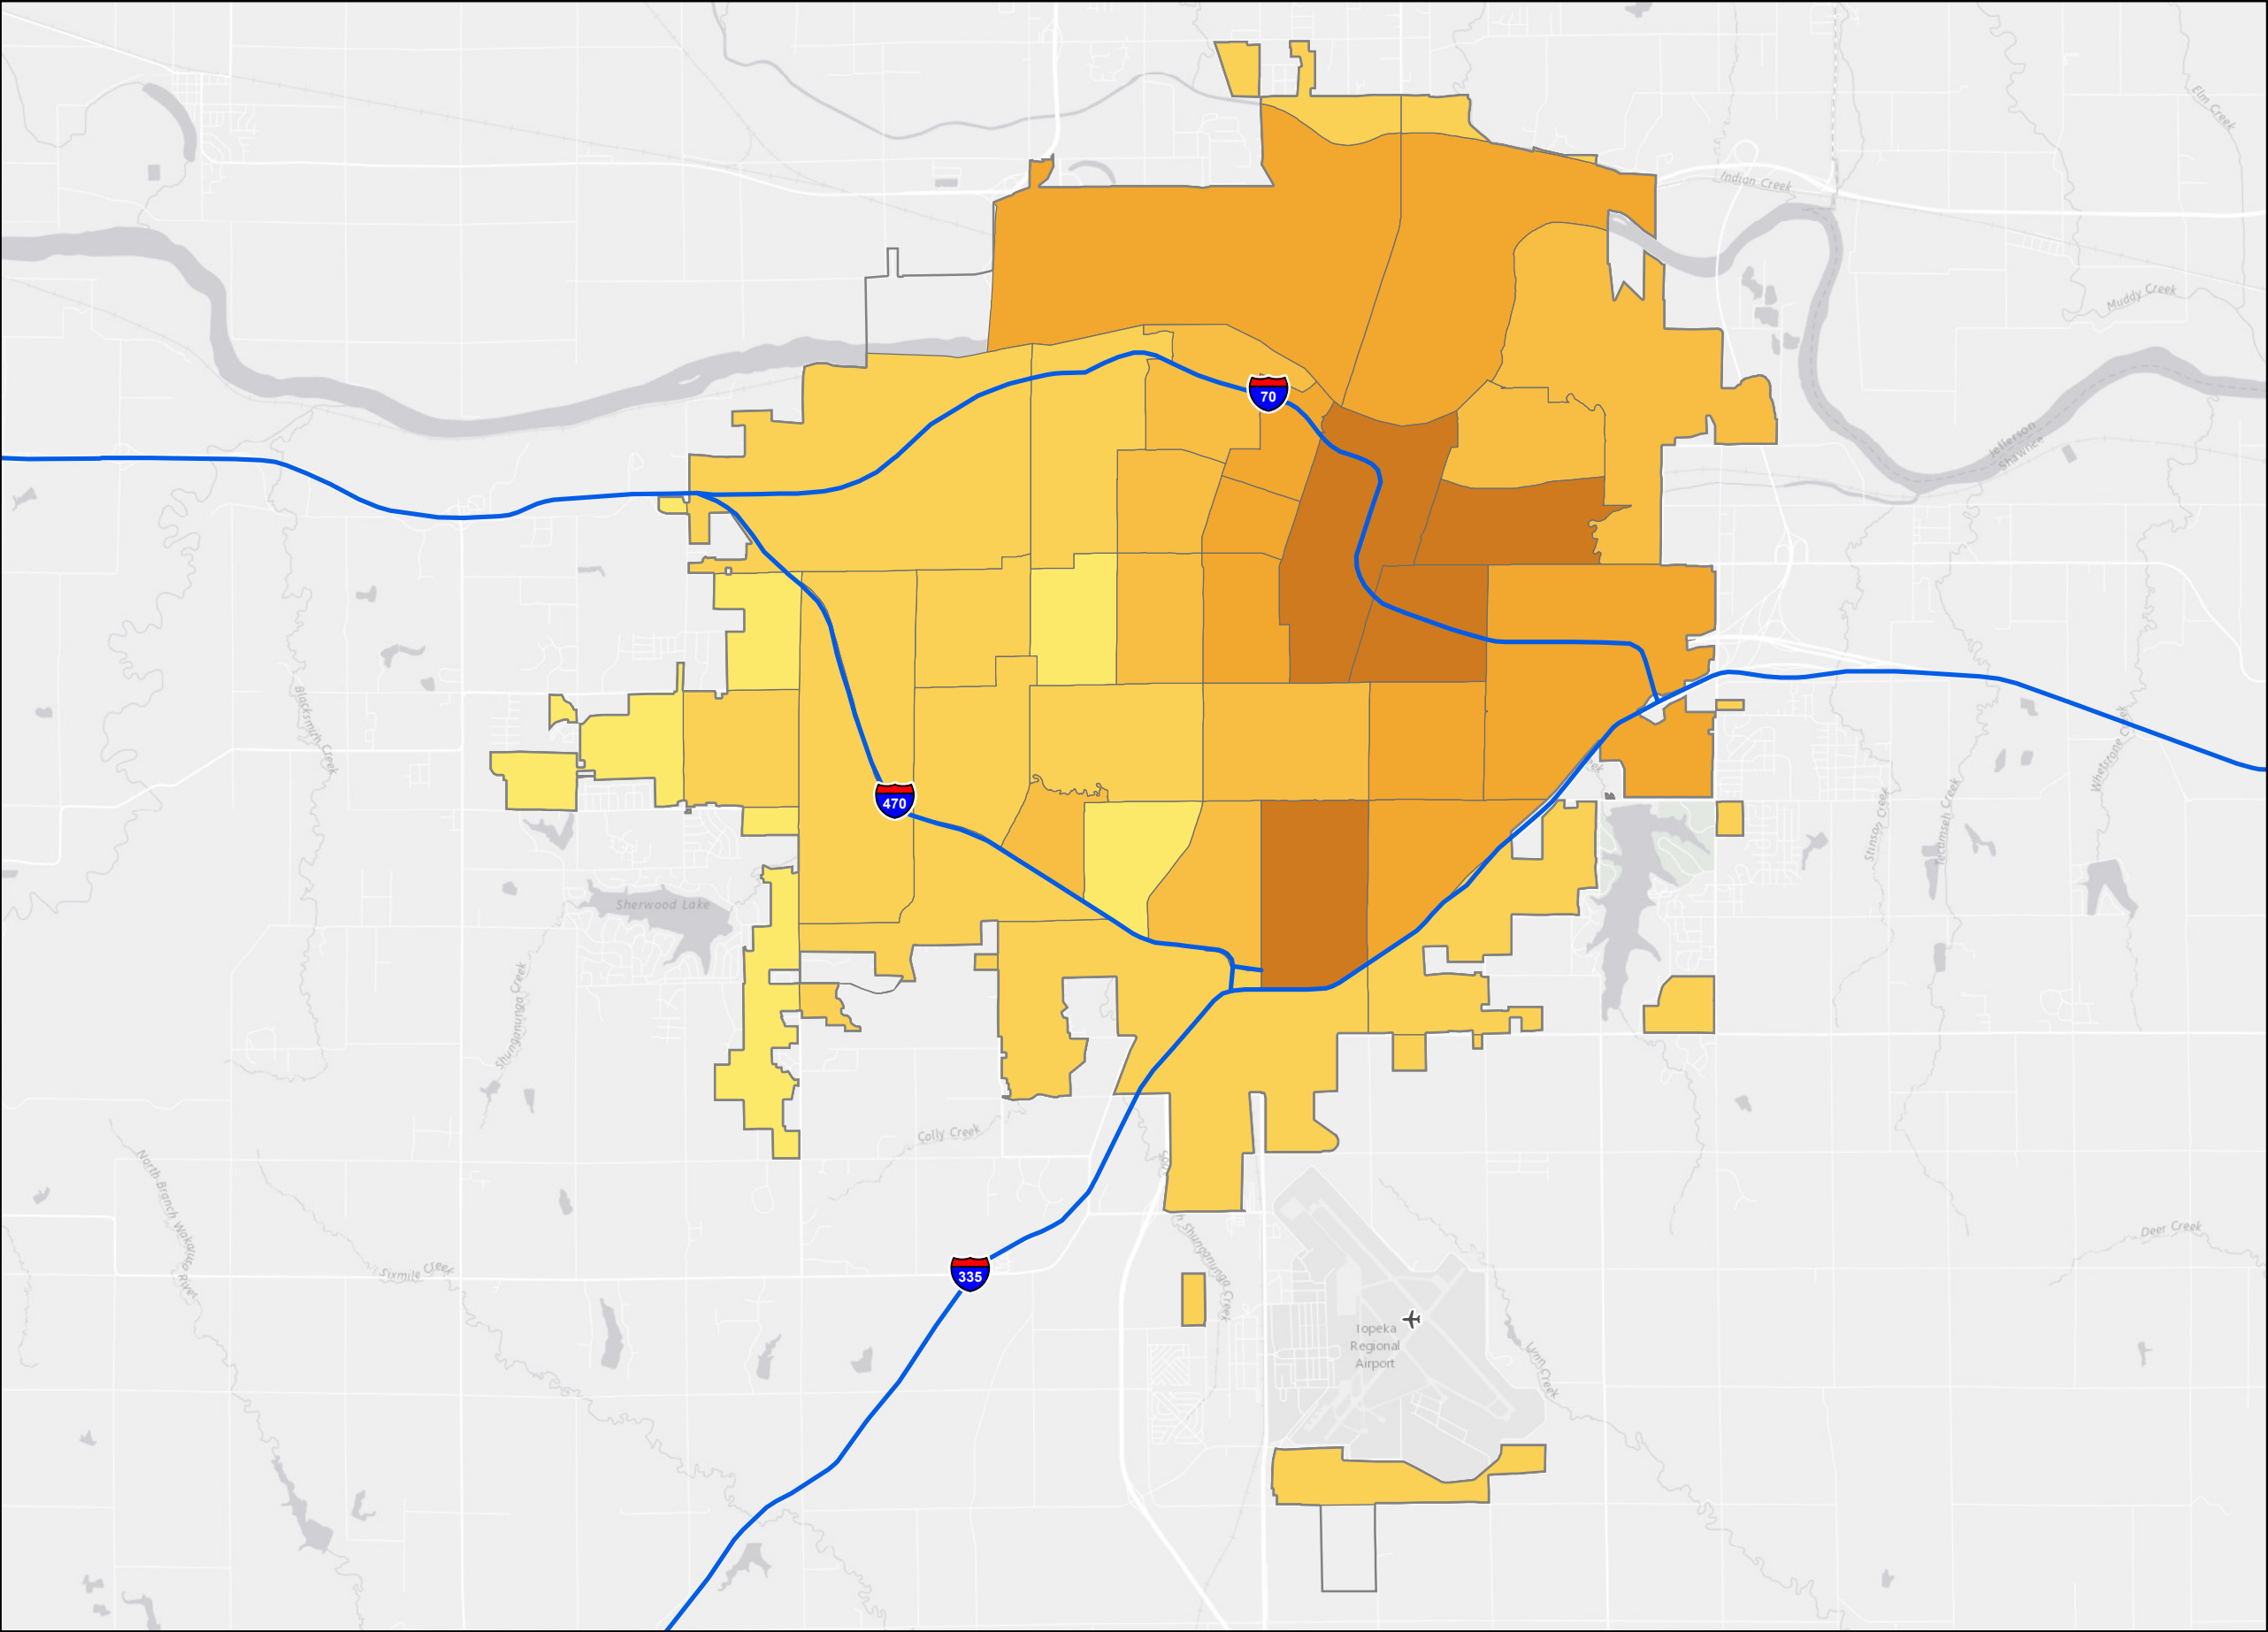 Elm Creek
Indian Creek
Muddy Creek
70
Jefferson
Shawnee
Blacksmith Creek
Whetstone Creek
470
Stinson Creek
Tecumseh Creek
Sherwood Lake
Shunganunga Creek
Colly Creek
North Branch Wakarusa River
Shunganunga Creek
Deer Creek
Sixmile Creek
335
Topeka
Regional
Airport
Lynn Creek